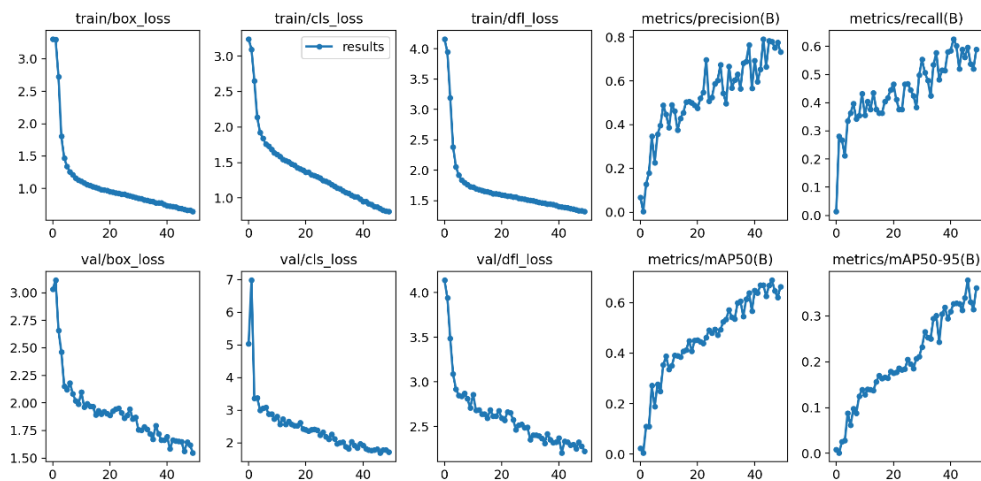 train/box_loss
train/cls_loss
train/dfl_loss
metrics/precision(B)
metrics/recall(B)
3.0
2.5
2.0
1.5
1.0
0 20 40
results
3.0
2.5
2.0
1.5
1.0
0 20 40
4.0
3.5
3.0
2.5
2.0
1.5
0 20 40
0.8
0.6
0.4
0.2
0.0
0 20 40
0.6
0.5
0.4
0.3
0.2
0.1
0.0
0 20 40
val/box_loss
val/cls_loss
val/dfl_loss
metrics/mAP50(B)
metrics/mAP50-95(B)
3.00
2.75
2.50
2.25
2.00
1.75
1.50
0 20 40
7
6
5
4
3
2
0 20 40
4.0
3.5
3.0
2.5
0 20 40
0.6
0.4
0.2
0.0
0 20 40
0.3
0.2
0.1
0.0
0 20 40